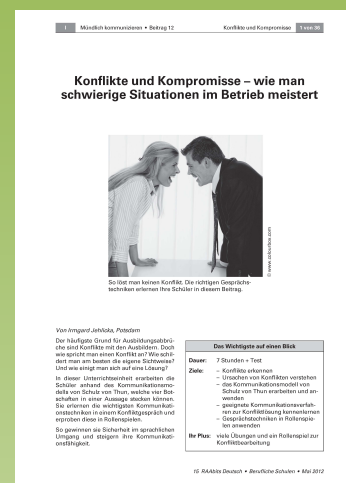 I Mündlich kommunizieren • Beitrag 12 Konflikte und Kompromisse 1 von 36
Konflikte und Kompromisse – wie man
schwierige Situationen im Betrieb meistert
© www.colourbox.com
So löst man keinen Konflikt. Die richtigen Gesprächs-
techniken erlernen Ihre Schüler in diesem Beitrag.
Von Irmgard Jehlicka, Potsdam
Der häufigste Grund für Ausbildungsabbrü-
che sind Konflikte mit den Ausbildern. Doch
wie spricht man einen Konflikt an? Wie schil-
dert man am besten die eigene Sichtweise?
Und wie einigt man sich auf eine Lösung?
In dieser Unterrichtseinheit erarbeiten die
Schüler anhand des Kommunikationsmo-
dells von Schulz von Thun, welche vier Bot-
schaften in einer Aussage stecken können.
Sie erlernen die wichtigsten Kommunikati-
onstechniken in einem Konfliktgespräch und
erproben diese in Rollenspielen.
So gewinnen sie Sicherheit im sprachlichen
Umgang und steigern ihre Kommunikati-
onsfähigkeit.
Das Wichtigste auf einen Blick
Dauer: 7 Stunden + Test
Ziele: – Konflikte erkennen
– Ursachen von Konflikten verstehen
– das Kommunikationsmodell von
Schulz von Thun erarbeiten und an-
wenden
– geeignete Kommunikationsverfah-
ren zur Konfliktlösung kennenlernen
– Gesprächstechniken in Rollenspie-
len anwenden
Ihr Plus: viele Übungen und ein Rollenspiel zur
Konfliktbearbeitung
15 RAAbits Deutsch • Berufliche Schulen • Mai 2012